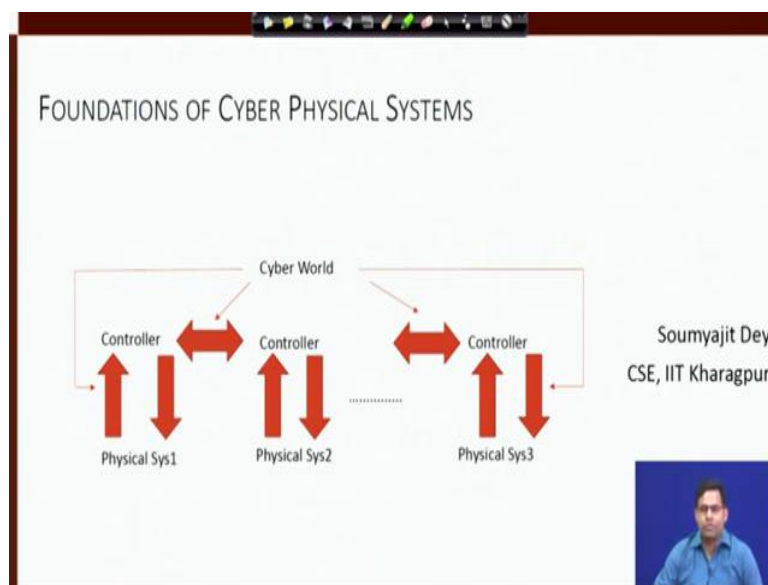 FOUNDATIONS OF CYBER PHYSICAL SYSTEMS
Cyber World
Controller
Controller
Controller
Soumyajit Dey
CSE, IIT Kharagpur
Physical Sys1
Physical Sys2
Physical Sys3